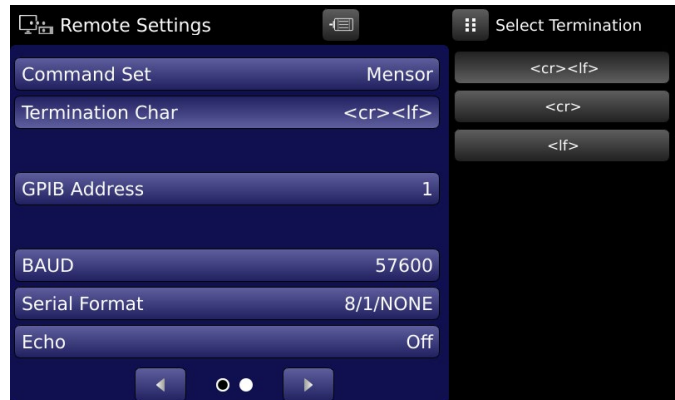 Remote Settings
Select Termination
Command Set Mensor
Termination Char <cr><lf>
GPIB Address 1
BAUD 57600
Serial Format 8/1/NONE
Echo Off
<cr><lf>
<cr>
<lf>